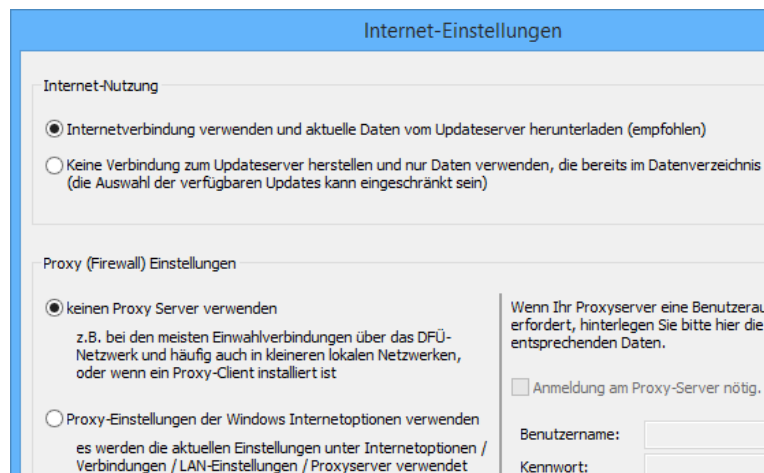 Internet-Einstellungen
Internet-Nutzung
Internetverbindung verwenden und aktuelle Daten vom Updateserver herunterladen (empfohlen)
Keine Verbindung zum Updateserver herstellen und nur Daten verwenden, die bereits im Datenverzeichnis
(die Auswahl der verfügbaren Updates kann eingeschränkt sein)
Proxy (Firewall) Einstellungen
keinen Proxy Server verwenden
z.B. bei den meisten Einwahlverbindungen über das DFÜ-
Netzwerk und häufig auch in kleineren lokalen Netzwerken,
oder wenn ein Proxy-Client installiert ist
Proxy-Einstellungen der Windows Internetoptionen verwenden
es werden die aktuellen Einstellungen unter Internetoptionen /
Verbindungen / LAN-Einstellungen / Proxyserver verwendet
Wenn Ihr Proxyserver eine Benutzerau
erfordert, hinterlegen Sie bitte hier die
entsprechenden Daten.
Anmeldung am Proxy-Server nötig.
Benutzername:
Kennwort: